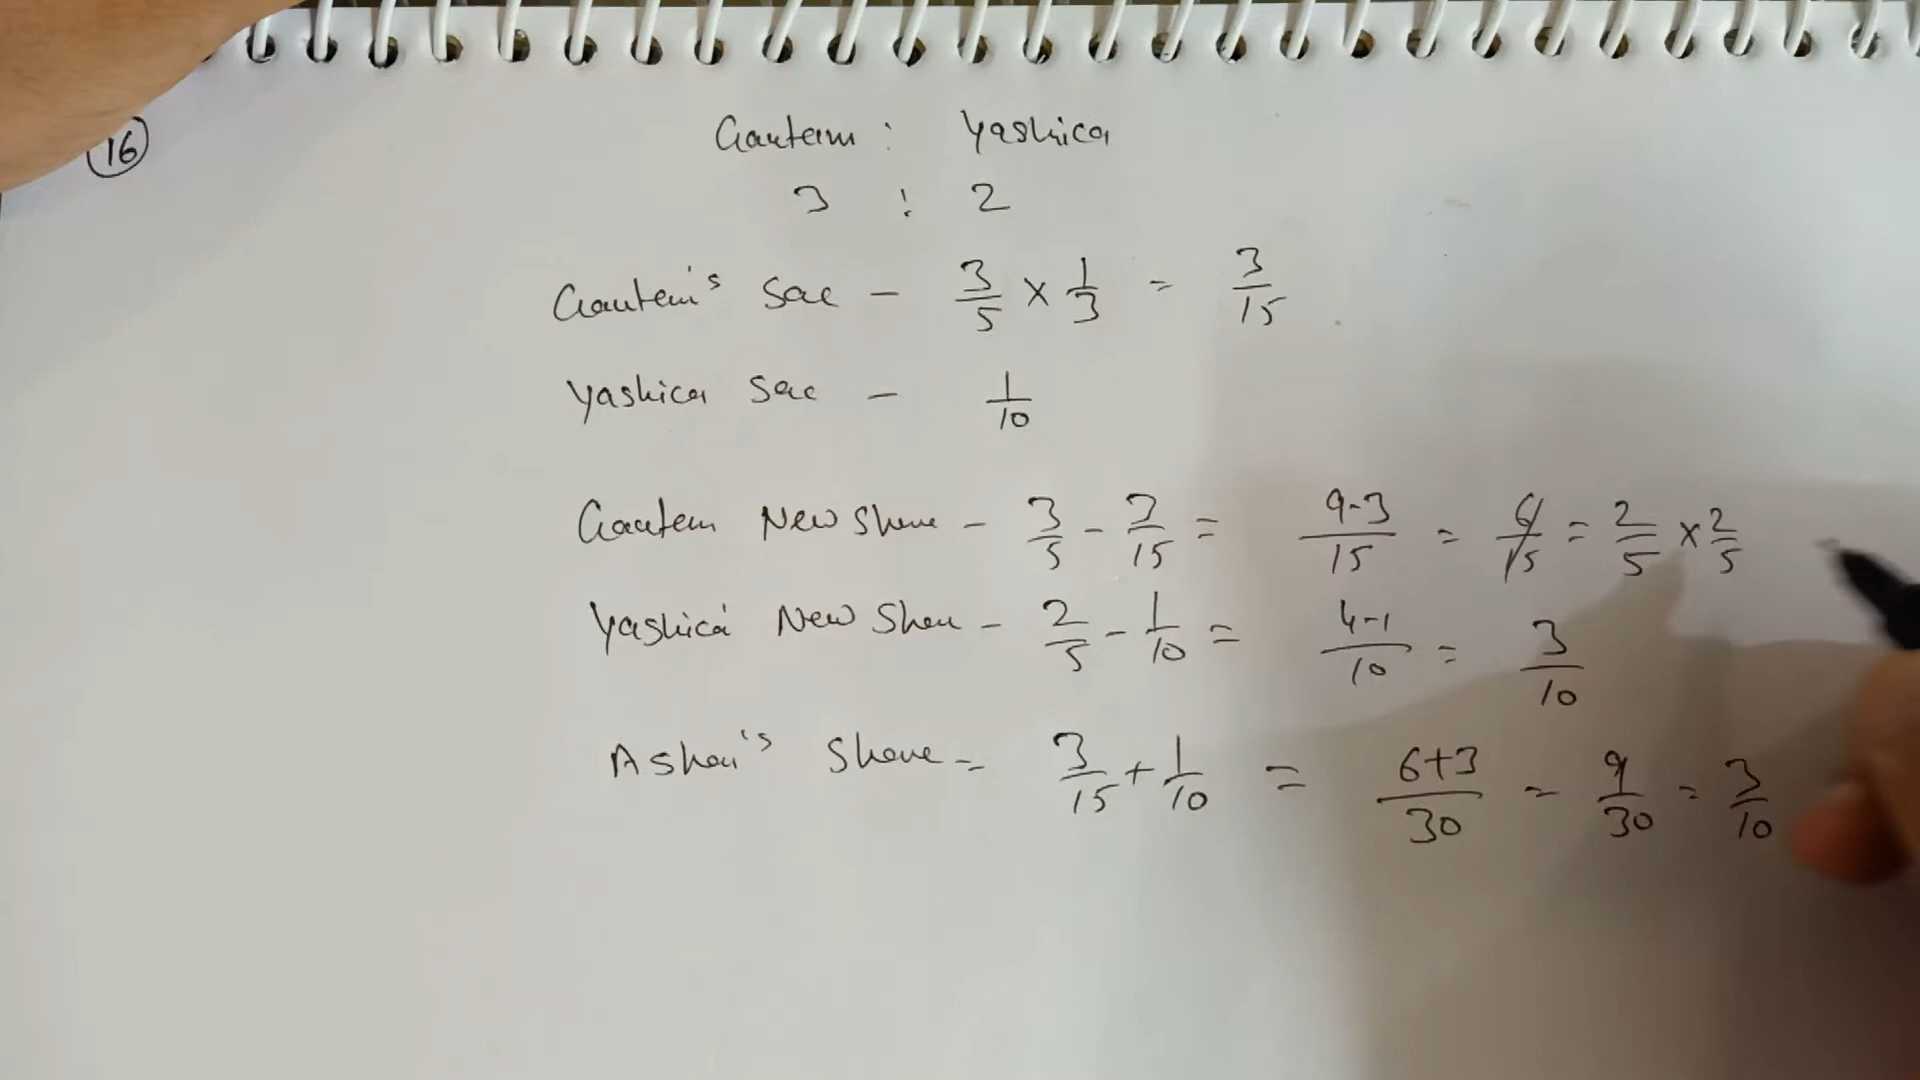 16
Gautam : Yashica
3 : 2
Gautam's Sac - 3/5 × 1/3 = 3/15
Yashica Sac - 1/10
Gautam New Share - 3/5 - 3/15 = 9-3/15 = 6/15 = 2/5 × 2/5
Yashica' New Share - 2/5 - 1/10 = 4-1/10 = 3/10
Asha's Share = 3/15 + 1/10 = 6+3/30 = 9/30 = 3/10